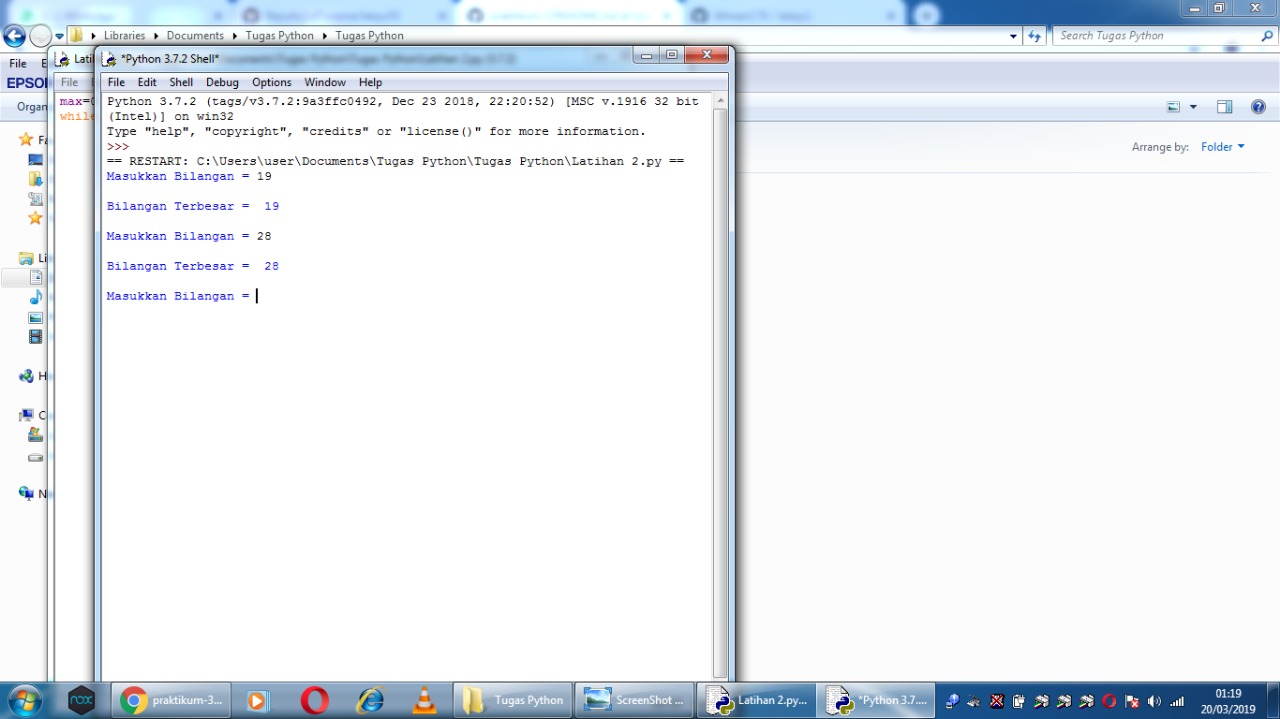 Libraries Documents Tugas Python Tugas Python
Search Tugas Python
File
EPSO
Organ
Arrange by: Folder
*Python 3.7.2 Shell*
File Edit Shell Debug Options Window Help
File
max=
while
Python 3.7.2 (tags/v3.7.2:9a3ffc0492, Dec 23 2018, 22:20:52) [MSC v.1916 32 bit
(Intel)] on win32
Type "help", "copyright", "credits" or "license()" for more information.
>>>
== RESTART: C:\Users\user\Documents\Tugas Python\Tugas Python\Latihan 2.py ==
Masukkan Bilangan = 19
Bilangan Terbesar =  19
Masukkan Bilangan = 28
Bilangan Terbesar =  28
Masukkan Bilangan =
Fa
Li
H
C
N
nox
praktikum-3...
Tugas Python
ScreenShot ...
Latihan 2.py...
*Python 3.7....
01:19
20/03/2019